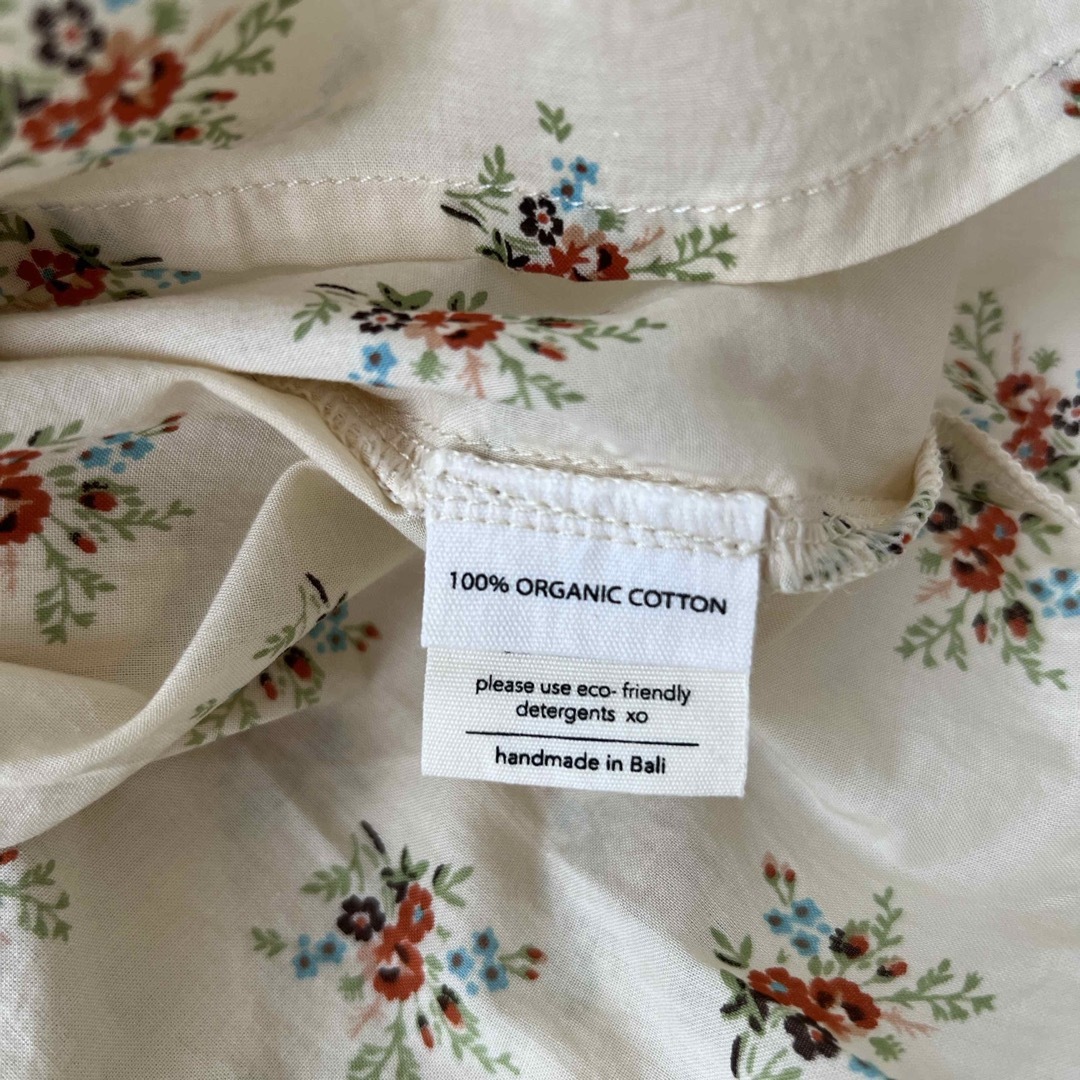 100% ORGANIC COTTON
please use eco- friendly
detergents xo
handmade in Bali